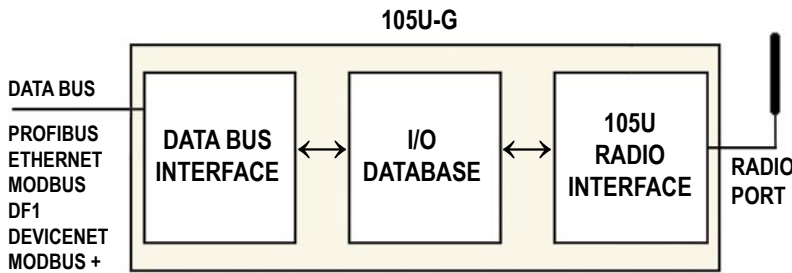 105U-G
DATA BUS
PROFIBUS
ETHERNET
MODBUS
DF1
DEVICENET
MODBUS +
DATA BUS
INTERFACE
I/O
DATABASE
105U
RADIO
INTERFACE
RADIO
PORT